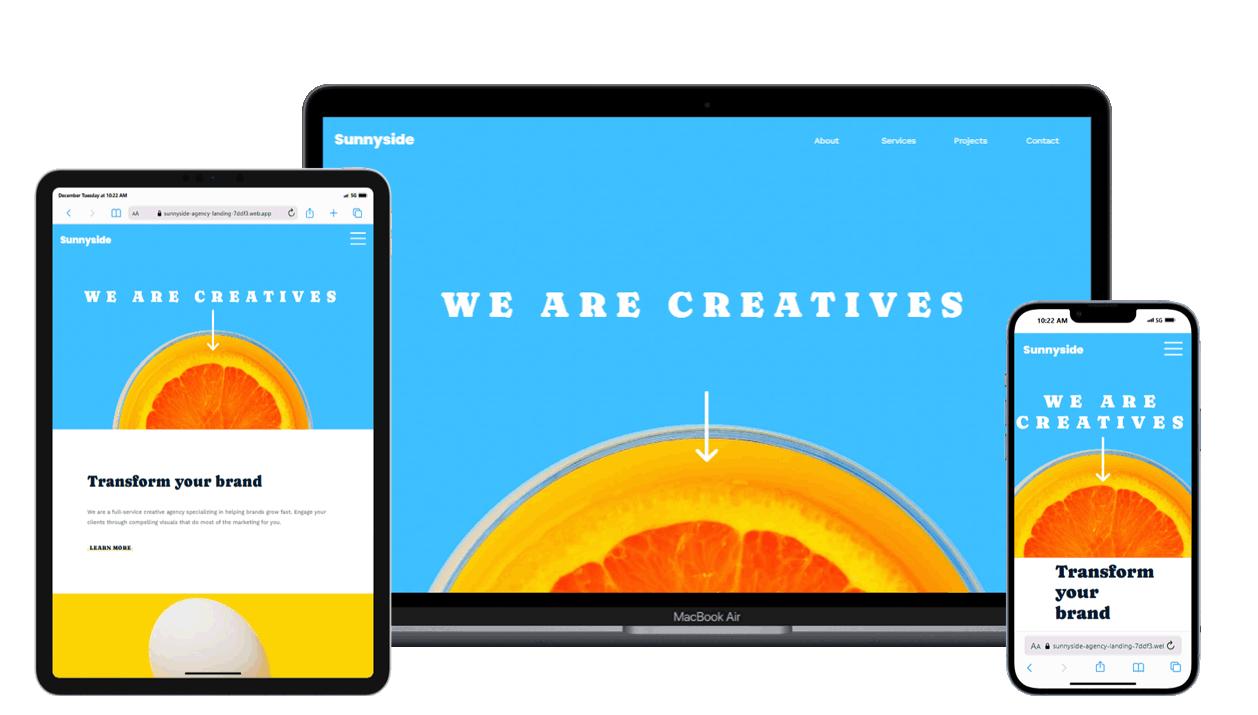 Sunnyside
About Services Projects Contact
WE ARE CREATIVES
MacBook Air
December Tuesday at 10:22 AM
5G
AA sunnyside-agency-landing-7ddf3.web.app
Sunnyside
WE ARE CREATIVES
Transform your brand
We are a full-service creative agency specializing in helping brands grow fast. Engage your
clients through compelling visuals that do most of the marketing for you.
LEARN MORE
10:22 AM
5G
Sunnyside
WE ARE
CREATIVES
Transform
your
brand
AA sunnyside-agency-landing-7ddf3.wel